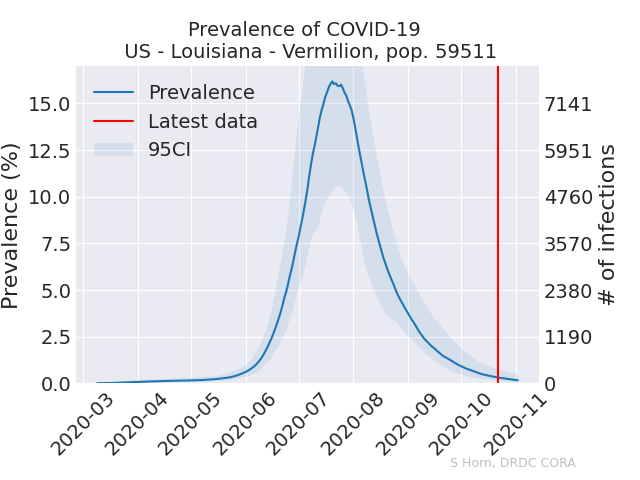 Prevalence of COVID-19
US - Louisiana - Vermilion, pop. 59511
Prevalence
Latest data
95CI
Prevalence (%)
15.0
12.5
10.0
7.5
5.0
2.5
0.0
7141
5951
4760
3570
2380
1190
0
# of infections
2020-03
2020-04
2020-05
2020-06
2020-07
2020-08
2020-09
2020-10
2020-11
S Horn, DRDC CORA